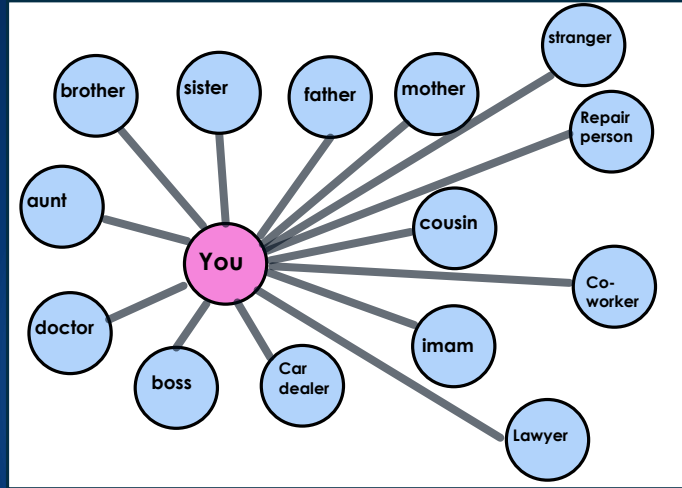 stranger
brother
sister
father
mother
Repair
person
aunt
cousin
You
Co-
worker
doctor
imam
boss
Car
dealer
Lawyer